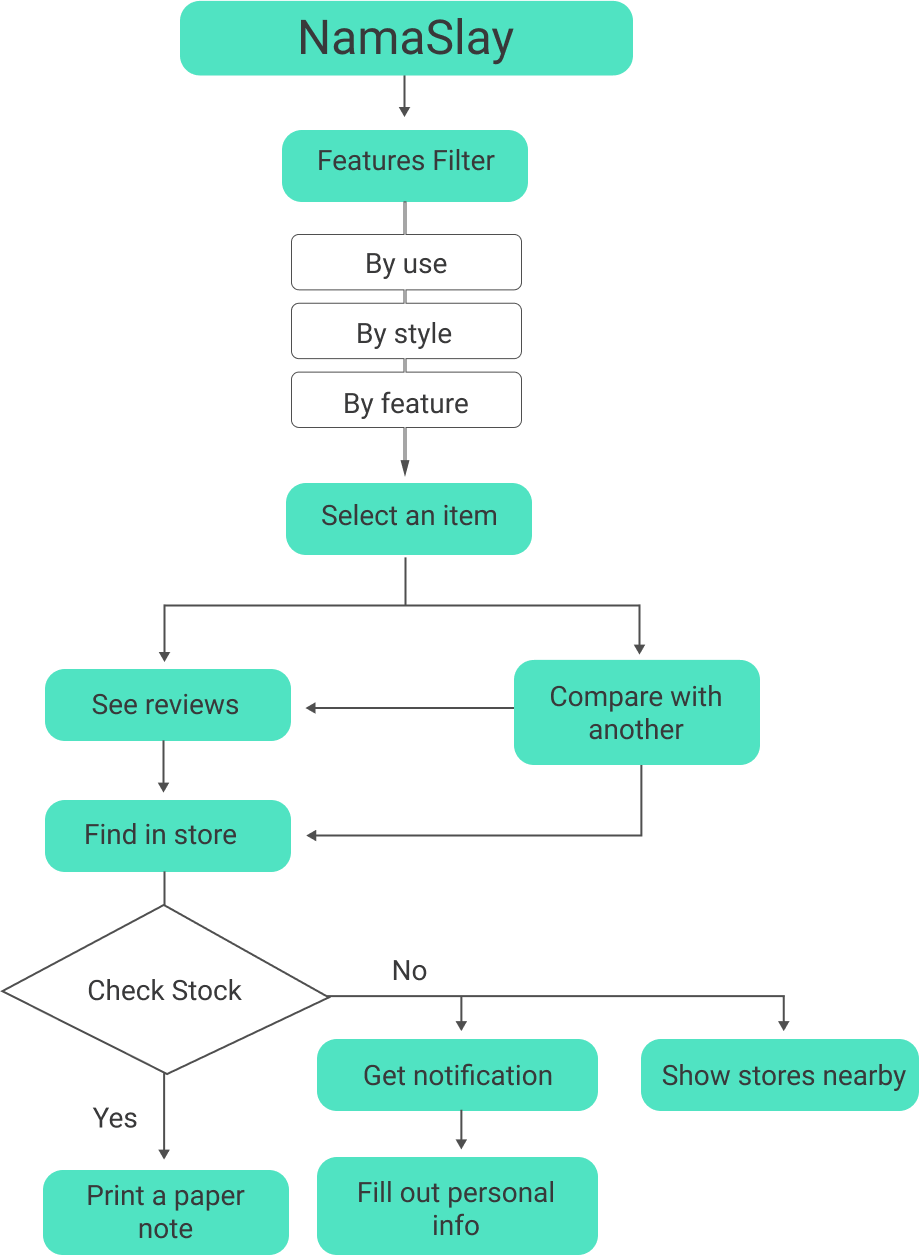 NamaSlay
Features Filter
By use
By style
By feature
Select an item
See reviews
Compare with
another
Find in store
Check Stock
No
Get notification
Show stores nearby
Yes
Print a paper
note
Fill out personal
info